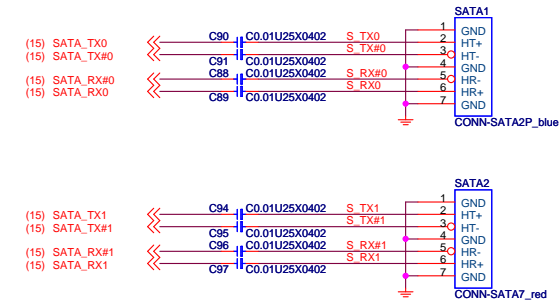 SATA1
C90 C0.01U25X0402 S_TX0 1 GND
(15) SATA_TX0 2 HT+
(15) SATA_TX#0 S_TX#0 3 HT-
C91 C0.01U25X0402 4 GND
(15) SATA_RX#0 C88 S_RX#0 5 HR-
(15) SATA_RX0 C0.01U25X0402 S_RX0 6 HR+
C89 7 GND
CONN-SATA2P_blue
SATA2
C94 C0.01U25X0402 S_TX1 1 GND
(15) SATA_TX1 2 HT+
(15) SATA_TX#1 S_TX#1 3 HT-
C95 C0.01U25X0402 4 GND
(15) SATA_RX#1 C96 S_RX#1 5 HR-
(15) SATA_RX1 C0.01U25X0402 S_RX1 6 HR+
C97 7 GND
CONN-SATA7_red